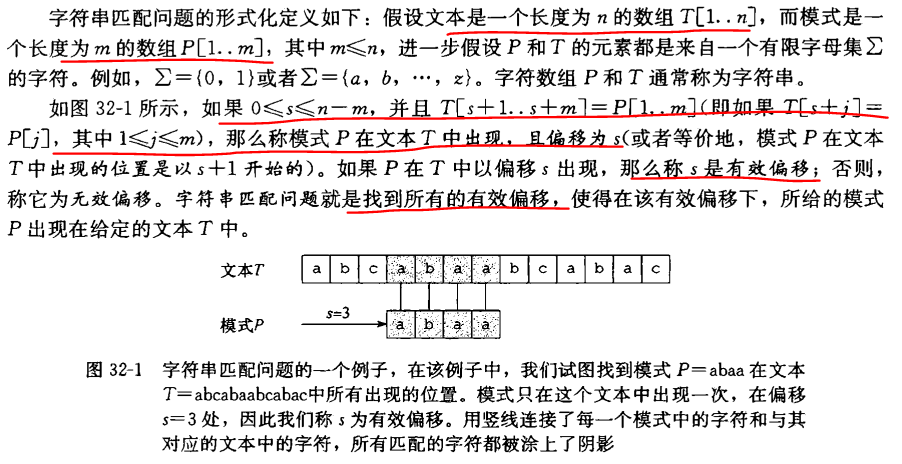 字符串匹配问题的形式化定义如下：假设文本是一个长度为 n 的数组 T[1..n]，而模式是一
个长度为 m 的数组 P[1..m]，其中 m≤n，进一步假设 P 和 T 的元素都是来自一个有限字母集∑
的字符。例如，∑={0, 1}或者∑={a, b, …, z}。字符数组 P 和 T 通常称为字符串。
如图 32-1 所示，如果 0≤s≤n-m，并且 T[s+1..s+m]=P[1..m](即如果 T[s+j]=
P[j]，其中 1≤j≤m)，那么称模式 P 在文本 T 中出现，且偏移为 s(或者等价地，模式 P 在文本
T 中出现的位置是以 s+1 开始的)。如果 P 在 T 中以偏移 s 出现，那么称 s 是有效偏移；否则，
称它为无效偏移。字符串匹配问题就是找到所有的有效偏移，使得在该有效偏移下，所给的模式
P 出现在给定的文本 T 中。
文本T a b c a b a a b c a b a c
模式P s=3 a b a a
图 32-1 字符串匹配问题的一个例子，在该例子中，我们试图找到模式 P=abaa 在文本
T=abcabaabcabac中所有出现的位置。模式只在这个文本中出现一次，在偏移
s=3 处，因此我们称 s 为有效偏移。用竖线连接了每一个模式中的字符和与其
对应的文本中的字符，所有匹配的字符都被涂上了阴影